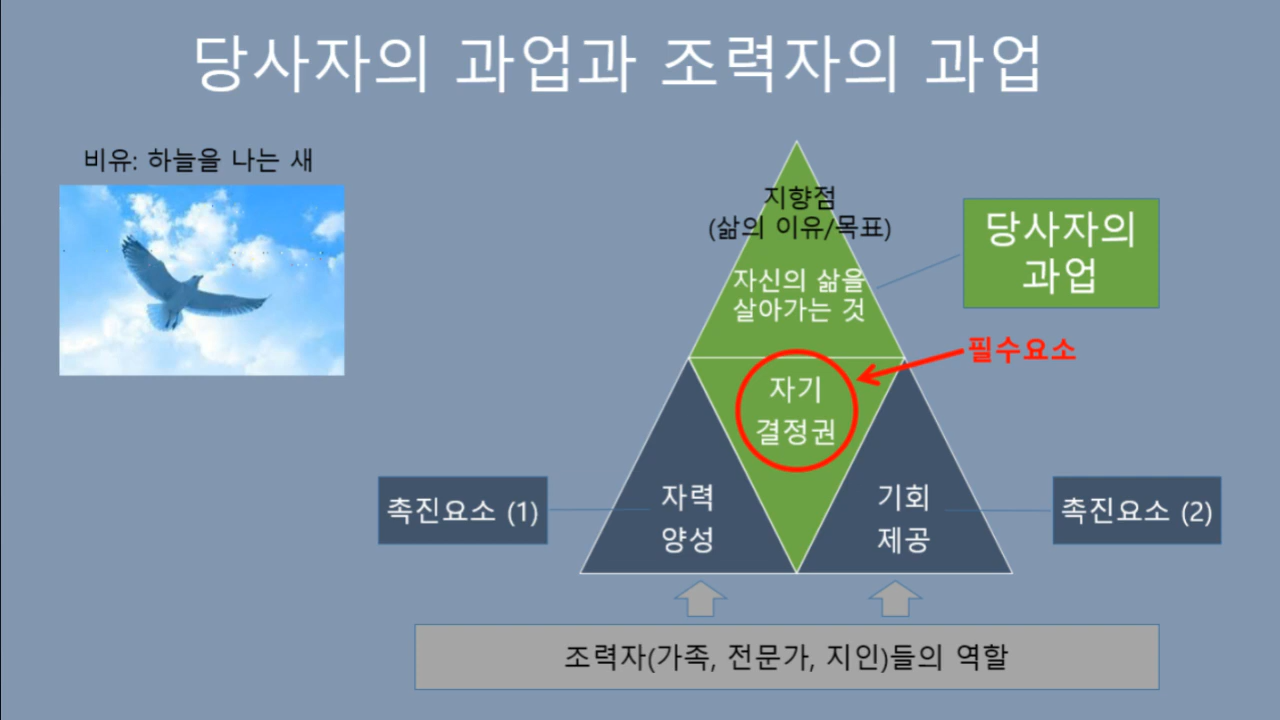 당사자의 과업과 조력자의 과업
비유: 하늘을 나는 새
지향점
(삶의 이유/목표)
자신의 삶을
살아가는 것
당사자의
과업
필수요소
자기
결정권
촉진요소 (1)
자력
양성
기회
제공
촉진요소 (2)
조력자(가족, 전문가, 지인)들의 역할